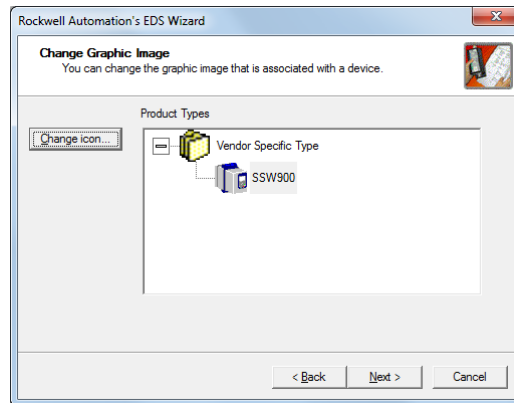 Rockwell Automation's EDS Wizard
Change Graphic Image
You can change the graphic image that is associated with a device.
Product Types
Change icon...
Vendor Specific Type
SSW900
< Back
Next >
Cancel